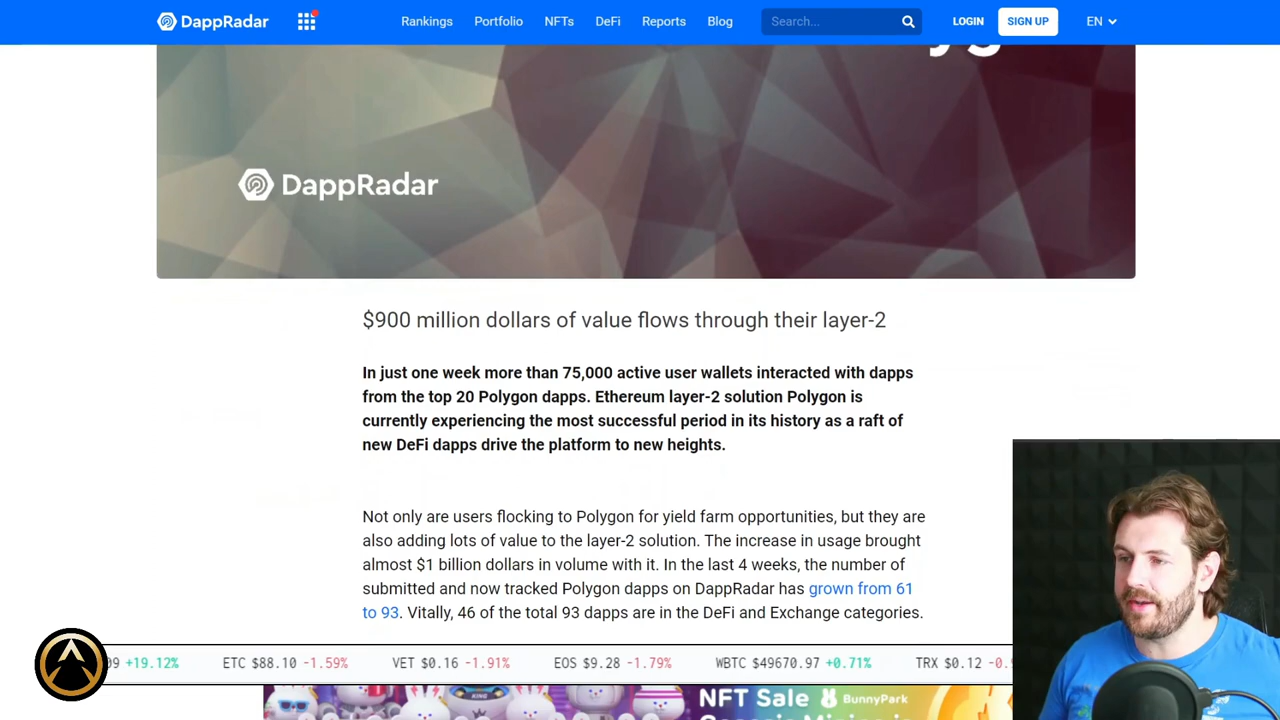 DappRadar
Rankings Portfolio NFTs DeFi Reports Blog Search... LOGIN SIGN UP EN
DappRadar
$900 million dollars of value flows through their layer-2
In just one week more than 75,000 active user wallets interacted with dapps
from the top 20 Polygon dapps. Ethereum layer-2 solution Polygon is
currently experiencing the most successful period in its history as a raft of
new DeFi dapps drive the platform to new heights.
Not only are users flocking to Polygon for yield farm opportunities, but they are
also adding lots of value to the layer-2 solution. The increase in usage brought
almost $1 billion dollars in volume with it. In the last 4 weeks, the number of
submitted and now tracked Polygon dapps on DappRadar has grown from 61
to 93. Vitally, 46 of the total 93 dapps are in the DeFi and Exchange categories.
+19.12% ETC $88.10 -1.59% VET $0.16 -1.91% EOS $9.28 -1.79% WBTC $49670.97 +0.71% TRX $0.12
KING
NFT Sale BunnyPark